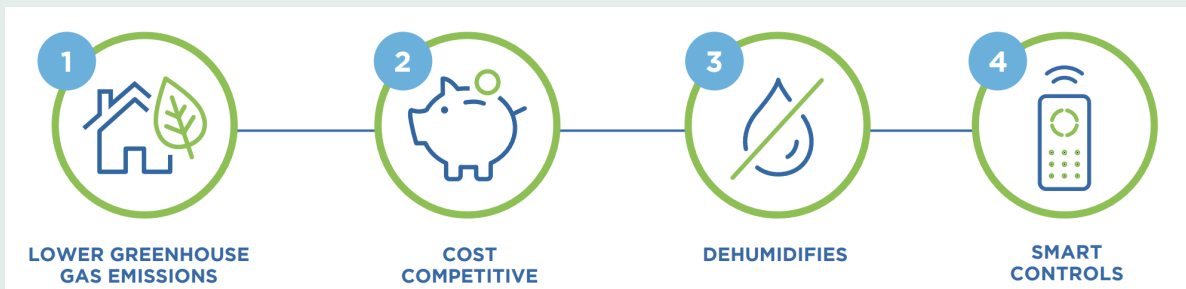 1
LOWER GREENHOUSE
GAS EMISSIONS
2
COST
COMPETITIVE
3
DEHUMIDIFIES
4
SMART
CONTROLS